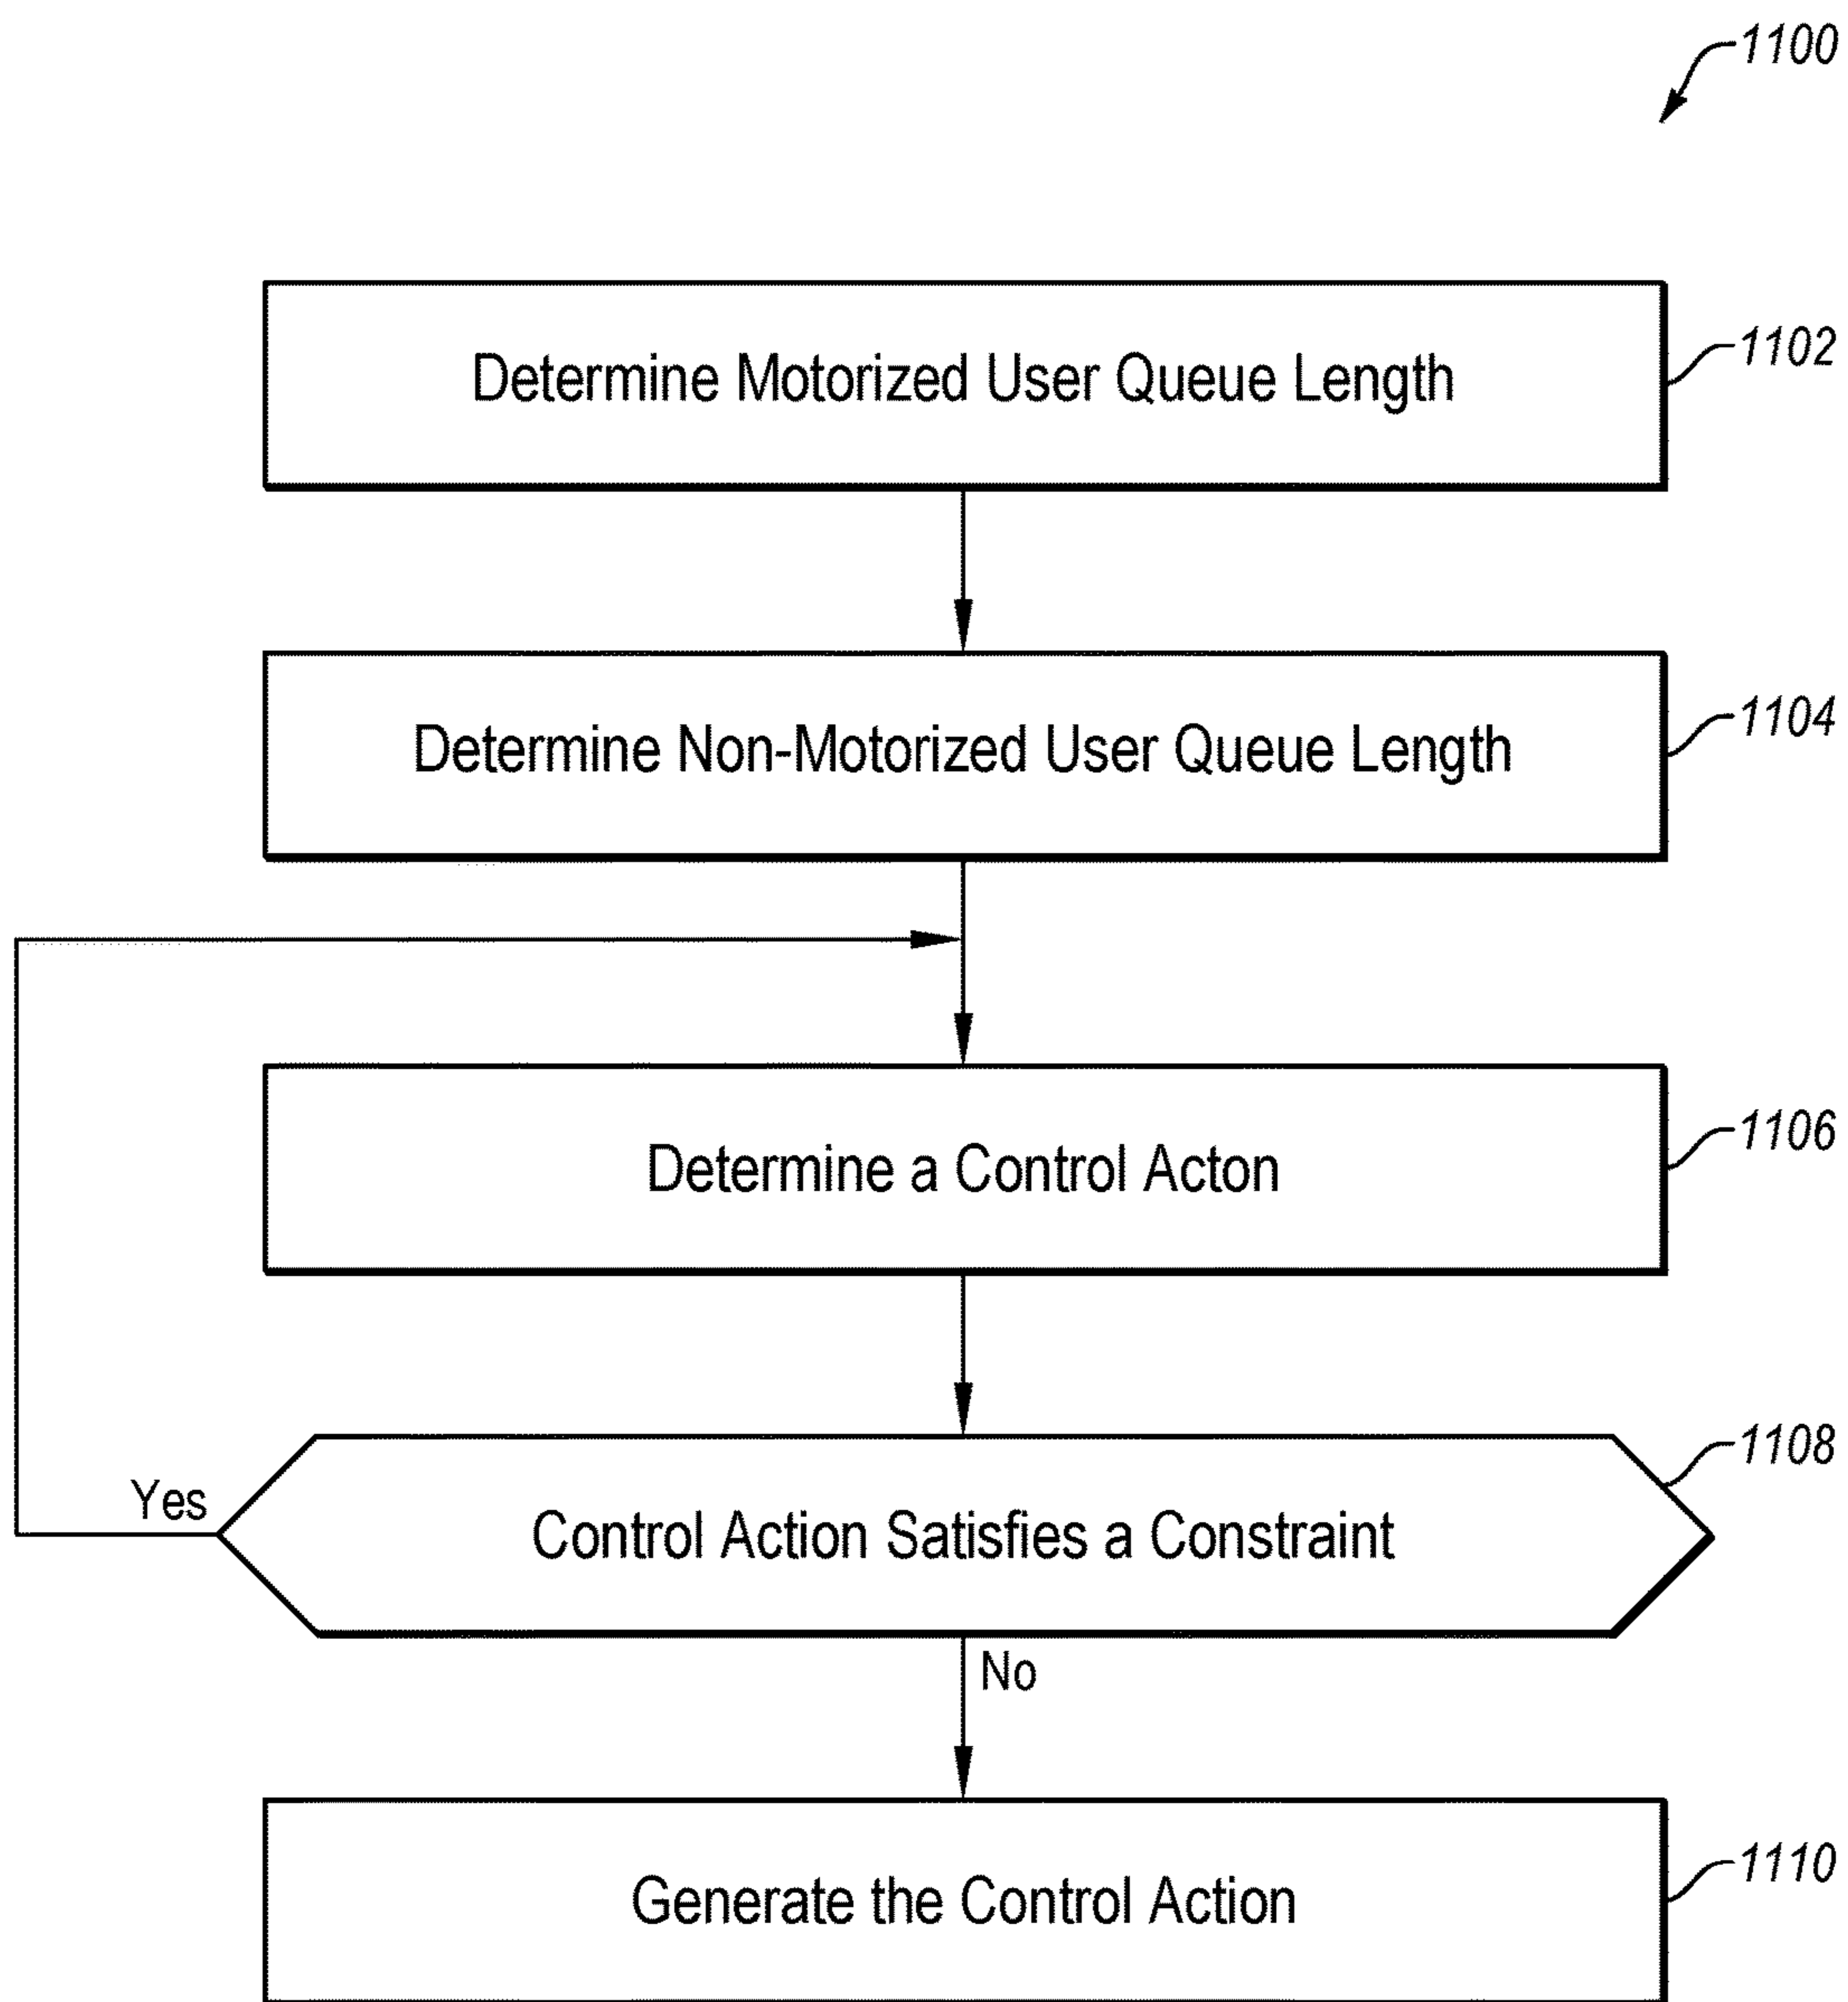 1100
Determine Motorized User Queue Length
1102
Determine Non-Motorized User Queue Length
1104
Determine a Control Acton
1106
Control Action Satisfies a Constraint
1108
Yes
No
Generate the Control Action
1110